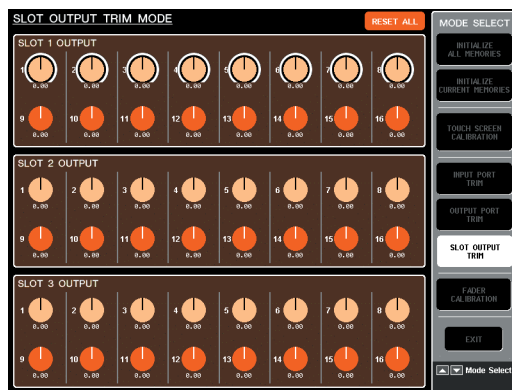 SLOT OUTPUT TRIM MODE
RESET ALL
SLOT 1 OUTPUT
1 2 3 4 5 6 7 8
0.00 0.00 0.00 0.00 0.00 0.00 0.00 0.00
9 10 11 12 13 14 15 16
0.00 0.00 0.00 0.00 0.00 0.00 0.00 0.00
SLOT 2 OUTPUT
1 2 3 4 5 6 7 8
0.00 0.00 0.00 0.00 0.00 0.00 0.00 0.00
9 10 11 12 13 14 15 16
0.00 0.00 0.00 0.00 0.00 0.00 0.00 0.00
SLOT 3 OUTPUT
1 2 3 4 5 6 7 8
0.00 0.00 0.00 0.00 0.00 0.00 0.00 0.00
9 10 11 12 13 14 15 16
0.00 0.00 0.00 0.00 0.00 0.00 0.00 0.00
MODE SELECT
INITIALIZE
ALL MEMORIES
INITIALIZE
CURRENT MEMORIES
TOUCH SCREEN
CALIBRATION
INPUT PORT
TRIM
OUTPUT PORT
TRIM
SLOT OUTPUT
TRIM
FADER
CALIBRATION
EXIT
Mode Select